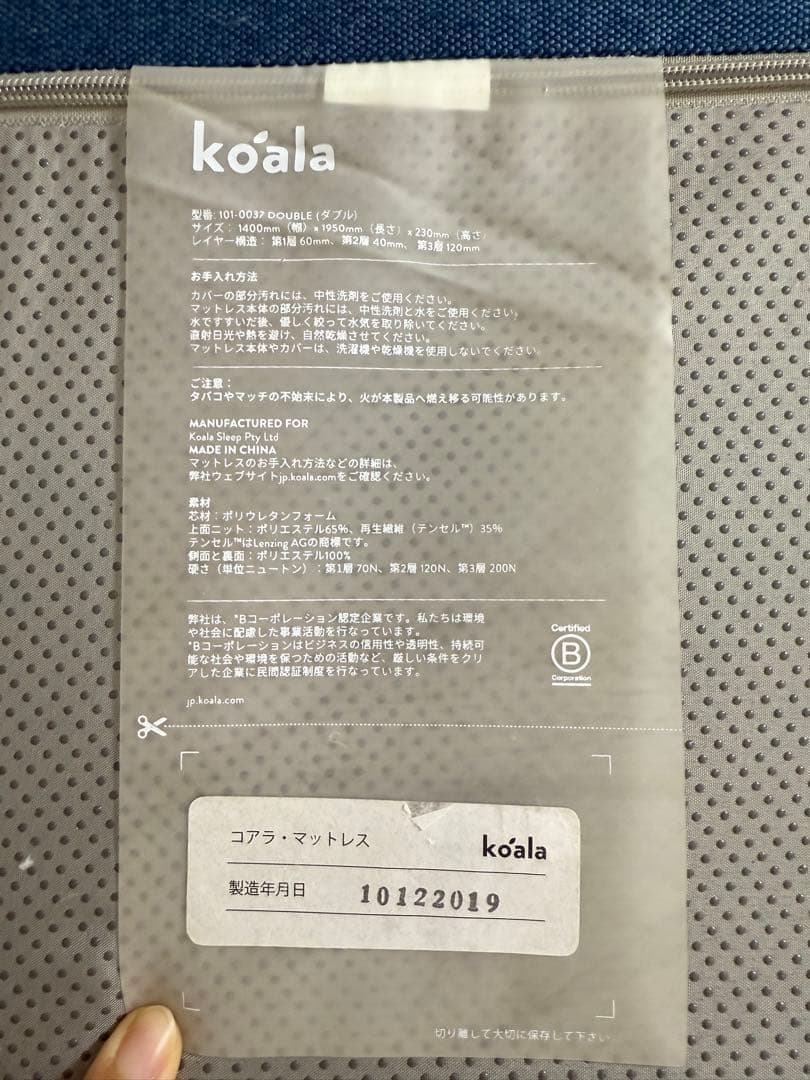 koala
型番: 101-0037 DOUBLE (ダブル)
サイズ： 1400mm（幅）x 1950mm（長さ）x 230mm（高さ）
レイヤー構造： 第1層 60mm、第2層 40mm、 第3層 120mm
お手入れ方法
カバーの部分汚れには、中性洗剤をご使用ください。
マットレス本体の部分汚れには、中性洗剤と水をご使用ください。
水ですすいだ後、優しく絞って水気を取り除いてください。
直射日光や熱を避け、自然乾燥させてください。
マットレス本体やカバーは、洗濯機や乾燥機を使用しないでください
ご注意：
タバコやマッチの不始末により、火が本製品へ燃え移る可能性があります。
MANUFACTURED FOR
Koala Sleep Pty Ltd
MADE IN CHINA
マットレスのお手入れ方法などの詳細は、
弊社ウェブサイトjp.koala.comをご確認ください。
素材
芯材：ポリウレタンフォーム
上面ニット：ポリエステル65%、再生繊維（テンセル™）35%
テンセル™はLenzing AGの商標です。
側面と裏面：ポリエステル100%
硬さ（単位ニュートン）：第1層 70N、第2層 120N、第3層 200N
弊社は、*Bコーポレーション認定企業です。私たちは環境
や社会に配慮した事業活動を行なっています。
*Bコーポレーションはビジネスの信用性や透明性、持続可
能な社会や環境を保つための活動など、厳しい条件をクリ
アした企業に民間認証制度を行なっています。
Certified
B
Corporation
jp.koala.com
コアラ・マットレス
koala
製造年月日 10122019
切り離して大切に保存して下さい